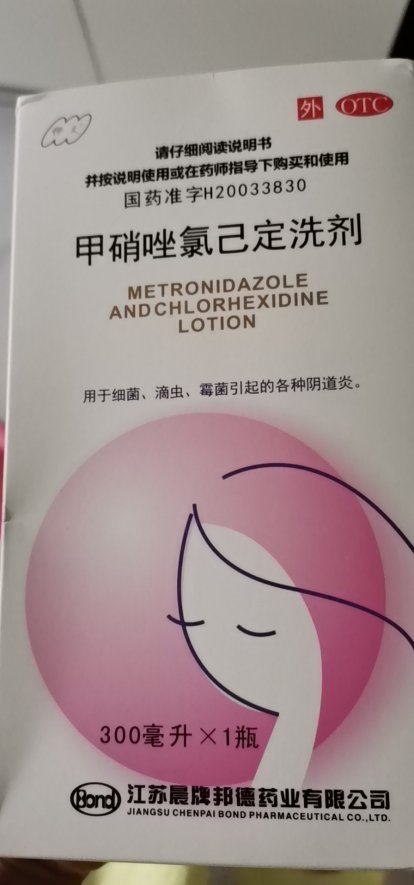 外 OTC
请仔细阅读说明书
并按说明使用或在药师指导下购买和使用
国药准字H20033830
甲硝唑氯己定洗剂
METRONIDAZOLE
ANDCHLORHEXIDINE
LOTION
用于细菌、滴虫、霉菌引起的各种阴道炎。
300毫升×1瓶
Bond 江苏晨牌邦德药业有限公司
JIANGSU CHENPAI BOND PHARMACEUTICAL CO.,LTD.